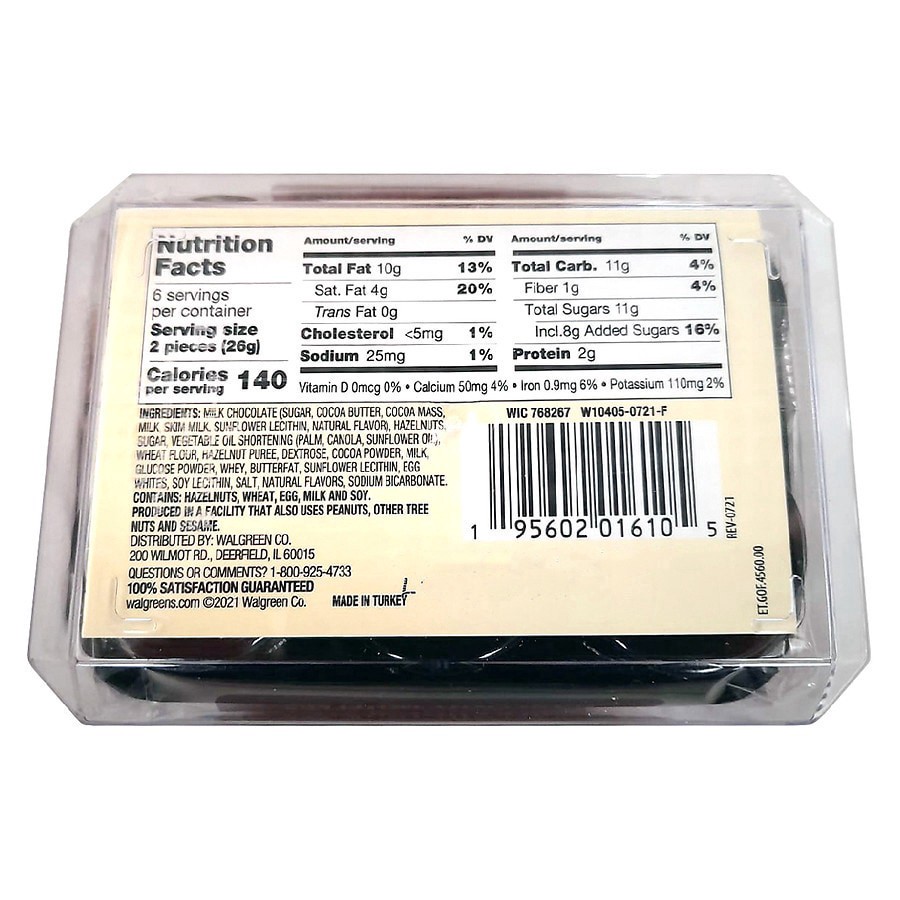 Nutrition
Facts
6 servings
per container
Serving size
2 pieces (26g)
Calories
per serving 140
Amount/serving % DV
Total Fat 10g 13%
Sat. Fat 4g 20%
Trans Fat 0g
Cholesterol <5mg 1%
Sodium 25mg 1%
Amount/serving % DV
Total Carb. 11g 4%
Fiber 1g 4%
Total Sugars 11g
Incl.8g Added Sugars 16%
Protein 2g
Vitamin D 0mcg 0% • Calcium 50mg 4% • Iron 0.9mg 6% • Potassium 110mg 2%
INGREDIENTS: MILK CHOCOLATE (SUGAR, COCOA BUTTER, COCOA MASS,
MILK, SKIM MILK, SUNFLOWER LECITHIN, NATURAL FLAVOR), HAZELNUTS,
SUGAR, VEGETABLE OIL SHORTENING (PALM, CANOLA, SUNFLOWER OIL),
WHEAT FLOUR, HAZELNUT PUREE, DEXTROSE, COCOA POWDER, MILK,
GLUCOSE POWDER, WHEY, BUTTERFAT, SUNFLOWER LECITHIN, EGG
WHITES, SOY LECITHIN, SALT, NATURAL FLAVORS, SODIUM BICARBONATE.
CONTAINS: HAZELNUTS, WHEAT, EGG, MILK AND SOY.
PRODUCED IN A FACILITY THAT ALSO USES PEANUTS, OTHER TREE
NUTS AND SESAME.
DISTRIBUTED BY: WALGREEN CO.
200 WILMOT RD., DEERFIELD, IL 60015
QUESTIONS OR COMMENTS? 1-800-925-4733
100% SATISFACTION GUARANTEED
walgreens.com ©2021 Walgreen Co. MADE IN TURKEY
WIC 768267 W10405-0721-F
1 95602 01610 5
REV-0721
ET.GOF.4560.00